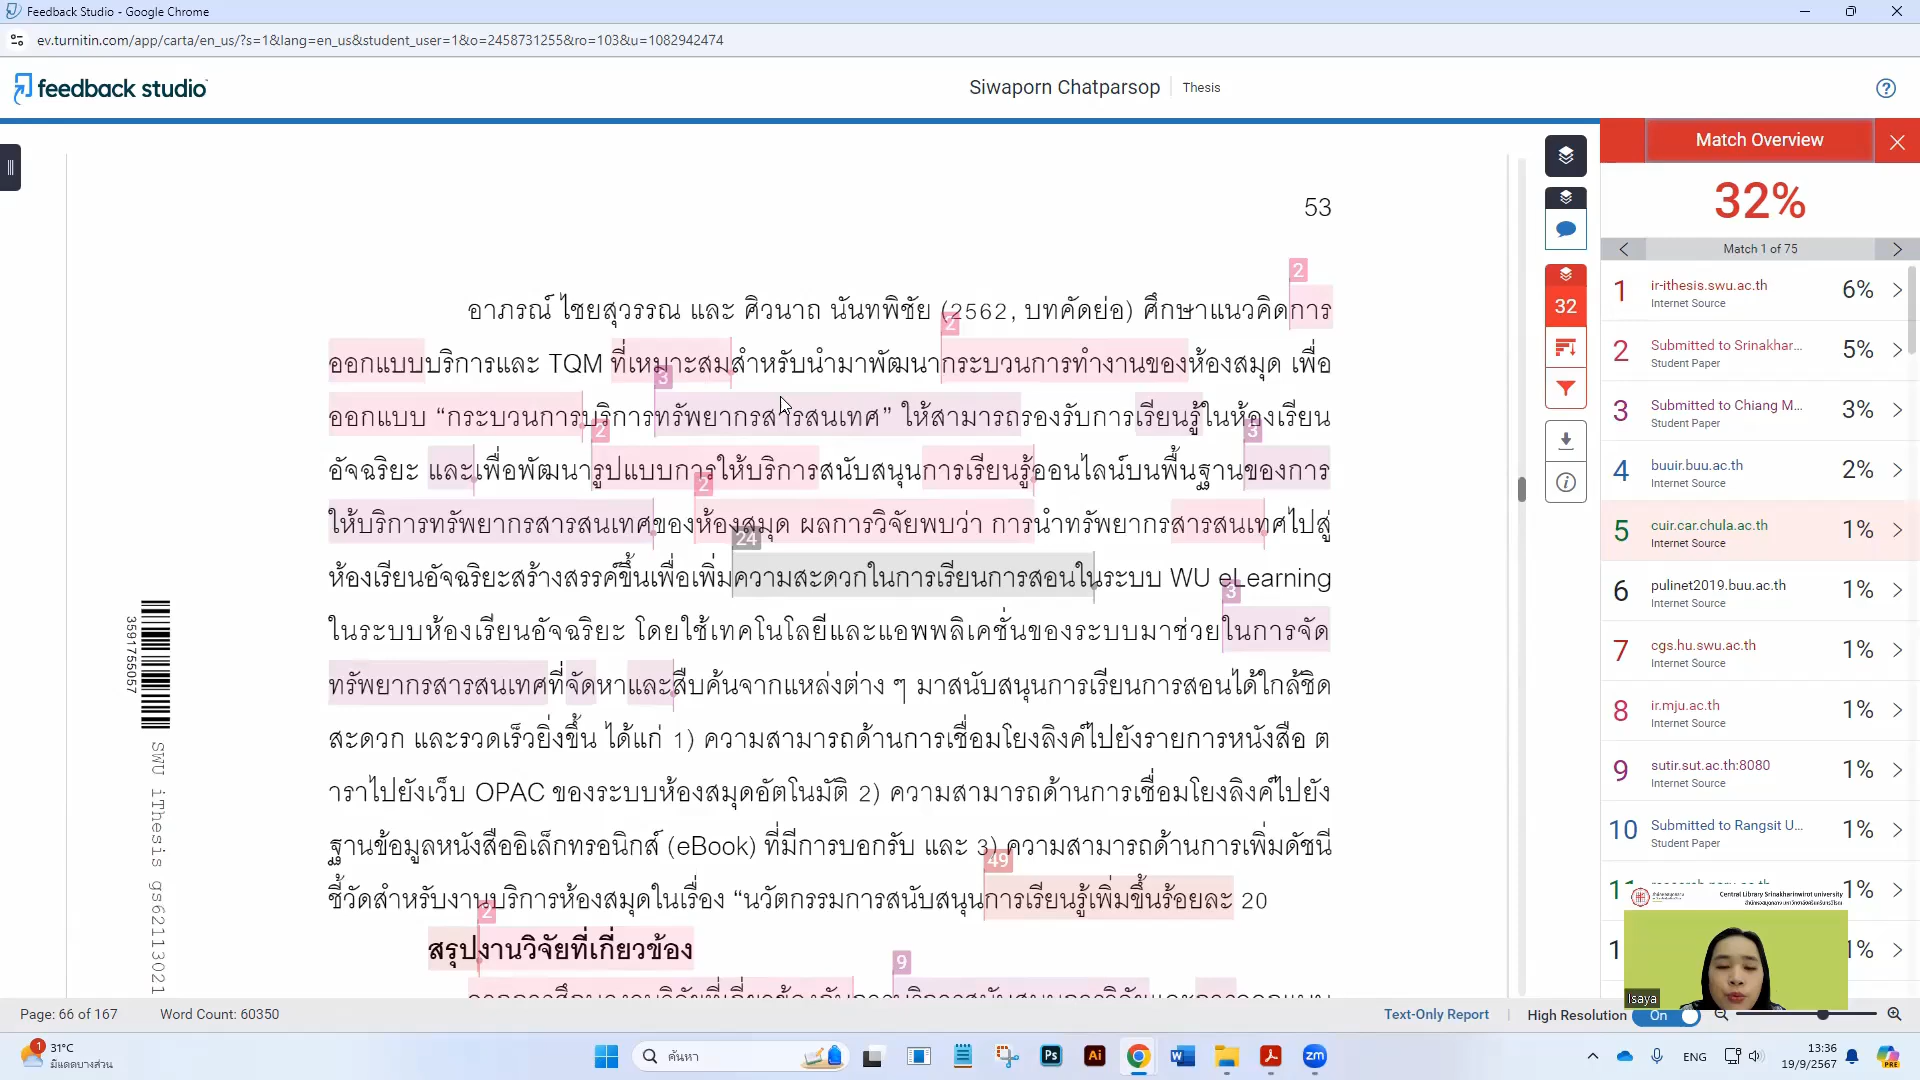 Feedback Studio - Google Chrome
ev.turnitin.com/app/carta/en_us/?s=1&lang=en_us&student_user=1&o=2458731255&ro=103&u=1082942474
feedback studio
Siwaporn Chatparsop
Thesis
53
อาภรณ์ ไชยสุวรรณ และ ศิวนาถ นันทพิชัย (2562, บทคัดย่อ) ศึกษาแนวคิดการ
ออกแบบบริการและ TQM ที่เหมาะสมสำหรับนำมาพัฒนากระบวนการทำงานของห้องสมุด เพื่อ
ออกแบบ “กระบวนการบริการทรัพยากรสารสนเทศ” ให้สามารถรองรับการเรียนรู้ในห้องเรียน
อัจฉริยะ และเพื่อพัฒนารูปแบบการให้บริการสนับสนุนการเรียนรู้ออนไลน์บนพื้นฐานของการ
ให้บริการทรัพยากรสารสนเทศของห้องสมุด ผลการวิจัยพบว่า การนำทรัพยากรสารสนเทศไปสู่
ห้องเรียนอัจฉริยะสร้างสรรค์ขึ้นเพื่อเพิ่มความสะดวกในการเรียนการสอนในระบบ WU eLearning
ในระบบห้องเรียนอัจฉริยะ โดยใช้เทคโนโลยีและแอพพลิเคชั่นของระบบมาช่วยในการจัด
ทรัพยากรสารสนเทศที่จัดหาและสืบค้นจากแหล่งต่าง ๆ มาสนับสนุนการเรียนการสอนได้ใกล้ชิด
สะดวก และรวดเร็วยิ่งขึ้น ได้แก่ 1) ความสามารถด้านการเชื่อมโยงลิงค์ไปยังรายการหนังสือ ต
ำราไปยังเว็บ OPAC ของระบบห้องสมุดอัตโนมัติ 2) ความสามารถด้านการเชื่อมโยงลิงค์ไปยัง
ฐานข้อมูลหนังสืออิเล็กทรอนิกส์ (eBook) ที่มีการบอกรับ และ 3) ความสามารถด้านการเพิ่มดัชนี
ชี้วัดสำหรับงานบริการห้องสมุดในเรื่อง “นวัตกรรมการสนับสนุนการเรียนรู้เพิ่มขึ้นร้อยละ 20
สรุปงานวิจัยที่เกี่ยวข้อง
2
2
3
2
3
2
24
3
49
2
9
3591755057
SWU iThesis gs62113021
32
Match Overview
32%
Match 1 of 75
1 ir-ithesis.swu.ac.th 6%
Internet Source
2 Submitted to Srinakhar... 5%
Student Paper
3 Submitted to Chiang M... 3%
Student Paper
4 buuir.buu.ac.th 2%
Internet Source
5 cuir.car.chula.ac.th 1%
Internet Source
6 pulinet2019.buu.ac.th 1%
Internet Source
7 cgs.hu.swu.ac.th 1%
Internet Source
8 ir.mju.ac.th 1%
Internet Source
9 sutir.sut.ac.th:8080 1%
Internet Source
10 Submitted to Rangsit U... 1%
Student Paper
11 1%
Central Library Srinakharinwirot university
1 1%
Isaya
Page: 66 of 167
Word Count: 60350
Text-Only Report
High Resolution On
1
31°C
มีแดดบางส่วน
ค้นหา
Ps
Ai
zm
ENG
13:36
19/9/2567
PRE